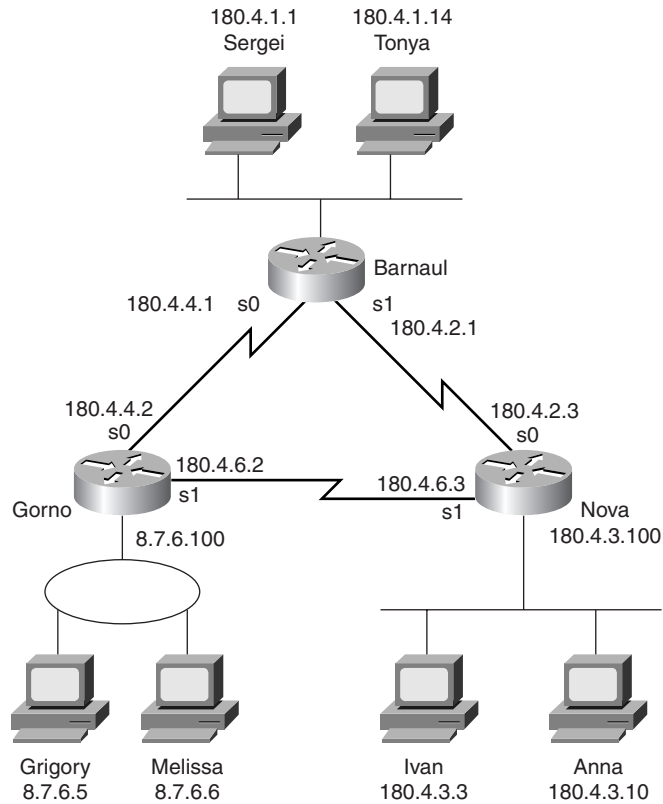 180.4.1.1
Sergei
180.4.1.14
Tonya
Barnaul
180.4.4.1
s0
s1
180.4.2.1
180.4.4.2
s0
180.4.2.3
s0
180.4.6.2
s1
180.4.6.3
s1
Gorno
Nova
180.4.3.100
8.7.6.100
Grigory
8.7.6.5
Melissa
8.7.6.6
Ivan
180.4.3.3
Anna
180.4.3.10